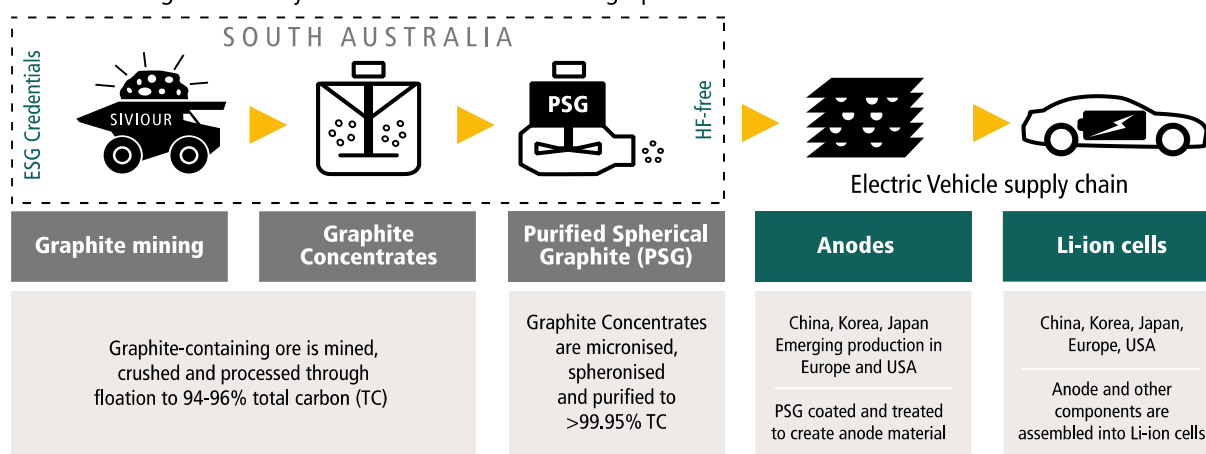 SOUTH AUSTRALIA
ESG Credentials
SIVIOUR
PSG
HF-free
Electric Vehicle supply chain
Graphite mining
Graphite
Concentrates
Purified Spherical
Graphite (PSG)
Anodes
Li-ion cells
Graphite-containing ore is mined,
crushed and processed through
floation to 94-96% total carbon (TC)
Graphite Concentrates
are micronised,
spheronised
and purified to
>99.95% TC
China, Korea, Japan
Emerging production in
Europe and USA
PSG coated and treated
to create anode material
China, Korea, Japan,
Europe, USA
Anode and other
components are
assembled into Li-ion cells